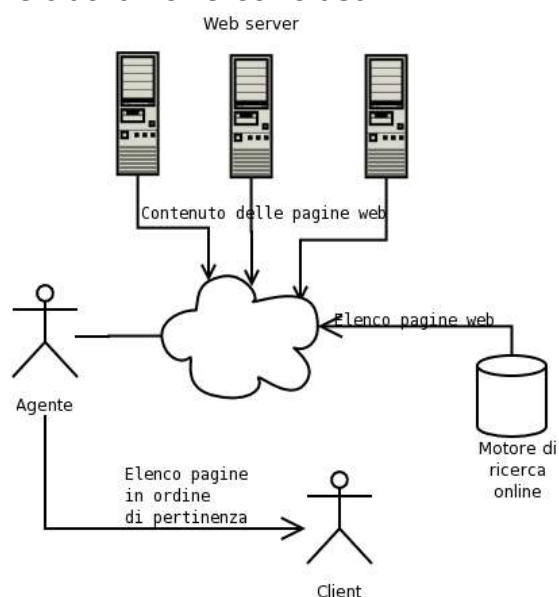 Web server
Contenuto delle pagine web
Elenco pagine web
Agente
Motore di
ricerca
online
Elenco pagine
in ordine
di pertinenza
Client